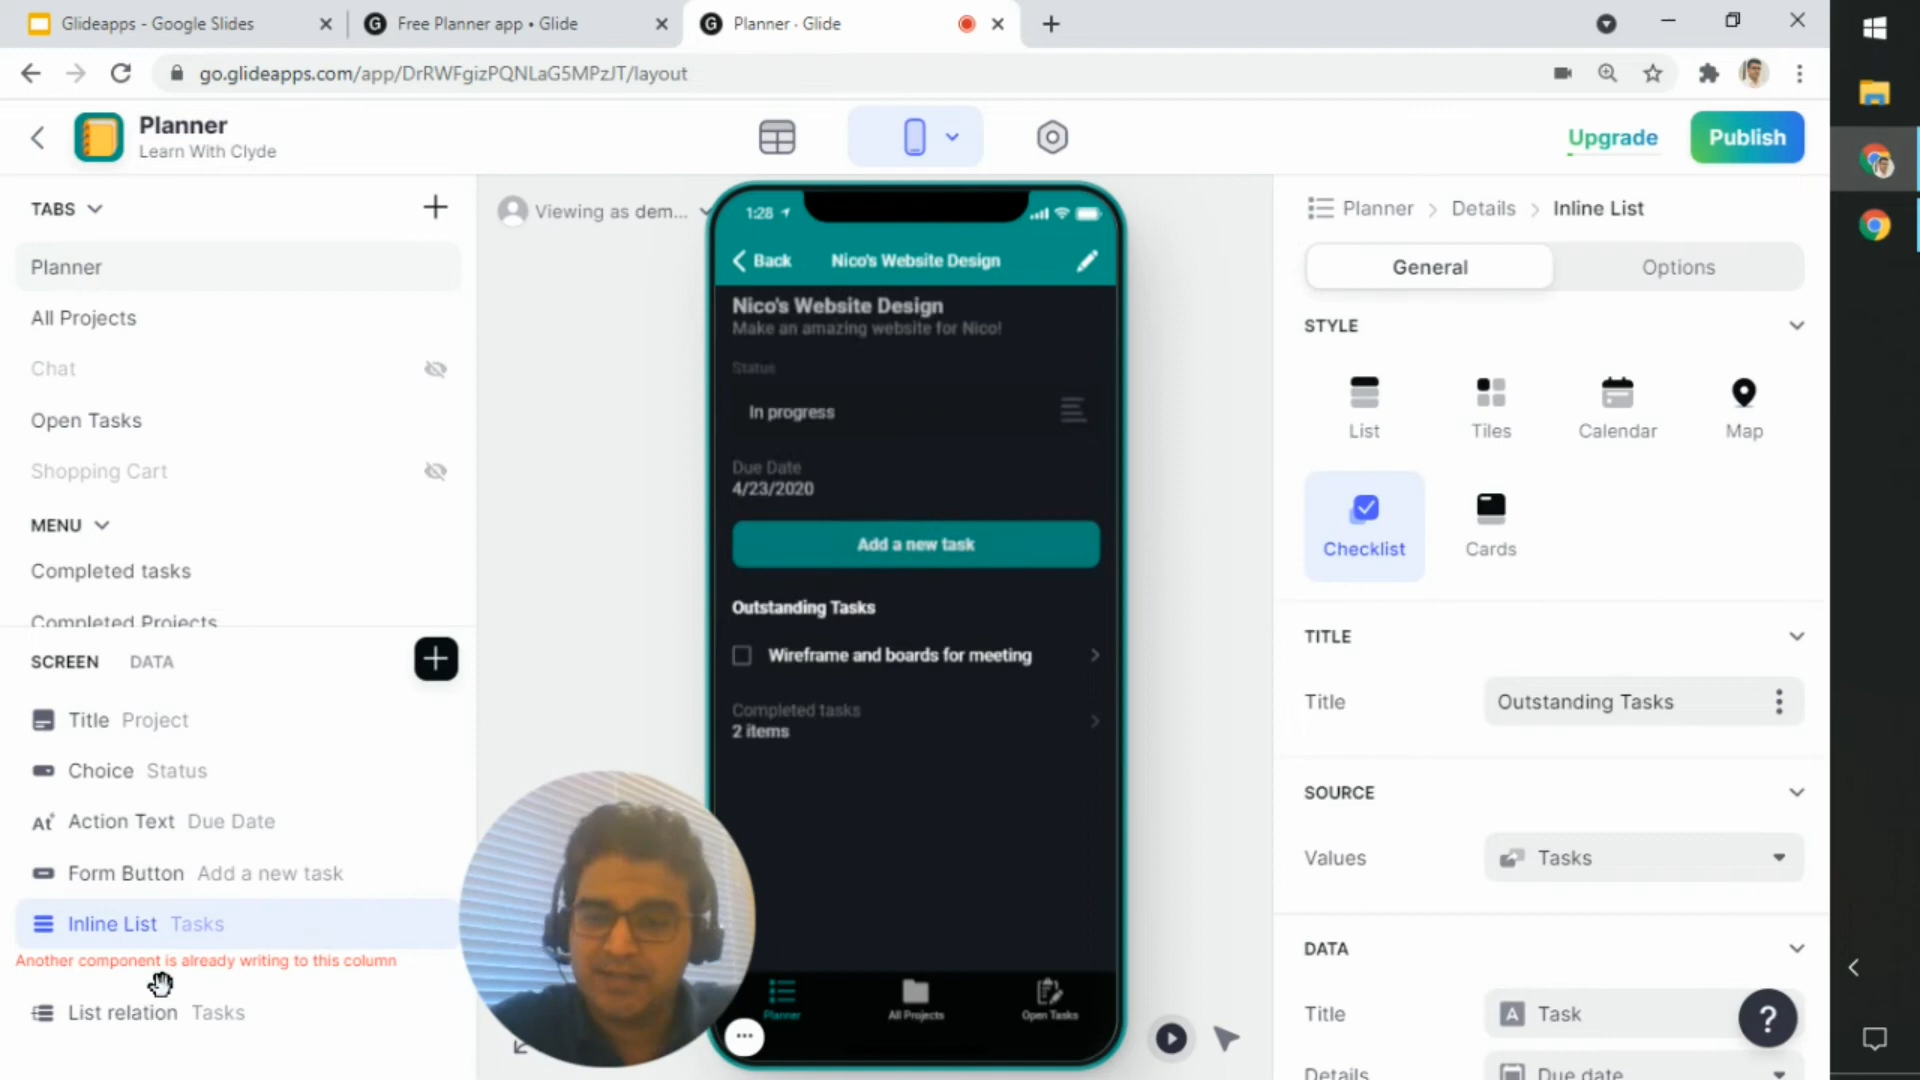 Glideapps - Google Slides
Free Planner app • Glide
Planner · Glide
go.glideapps.com/app/DrRWFgizPQNLaG5MPzJT/layout
Planner
Learn With Clyde
Upgrade
Publish
TABS
Planner
All Projects
Chat
Open Tasks
Shopping Cart
MENU
Completed tasks
Completed Projects
SCREEN DATA
Title Project
Choice Status
Action Text Due Date
Form Button Add a new task
Inline List Tasks
Another component is already writing to this column
List relation Tasks
Viewing as dem...
1:28
Back Nico's Website Design
Nico's Website Design
Make an amazing website for Nico!
Status
In progress
Due Date
4/23/2020
Add a new task
Outstanding Tasks
Wireframe and boards for meeting
Completed tasks
2 items
Planner All Projects Open Tasks
Planner > Details > Inline List
General Options
STYLE
List Tiles Calendar Map
Checklist Cards
TITLE
Title Outstanding Tasks
SOURCE
Values Tasks
DATA
Title A Task
Details Due date